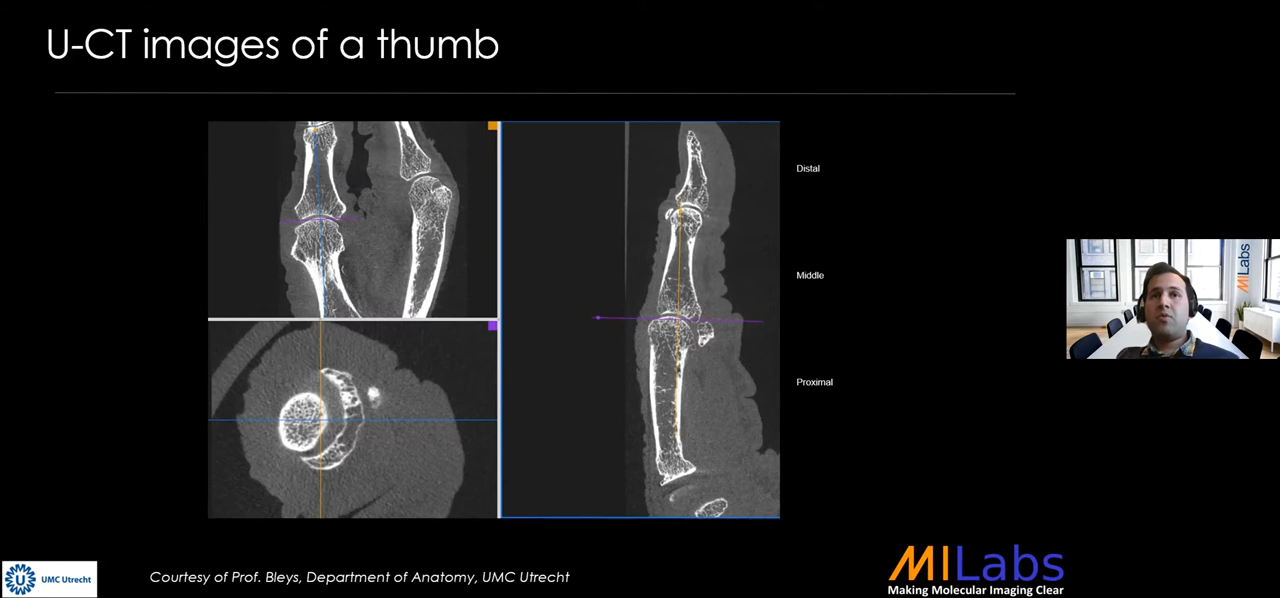 U-CT images of a thumb
Distal
Middle
Proximal
MILabs
UMC Utrecht
Courtesy of Prof. Bleys, Department of Anatomy, UMC Utrecht
MILabs
Making Molecular Imaging Clear